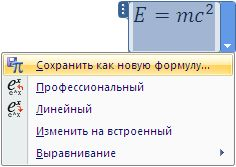 E = mc²
Сохранить как новую формулу...
Профессиональный
Линейный
Изменить на встроенный
Выравнивание